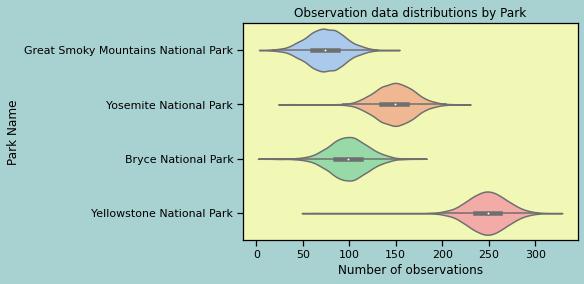 Observation data distributions by Park
Park Name
Great Smoky Mountains National Park
Yosemite National Park
Bryce National Park
Yellowstone National Park
0 50 100 150 200 250 300
Number of observations